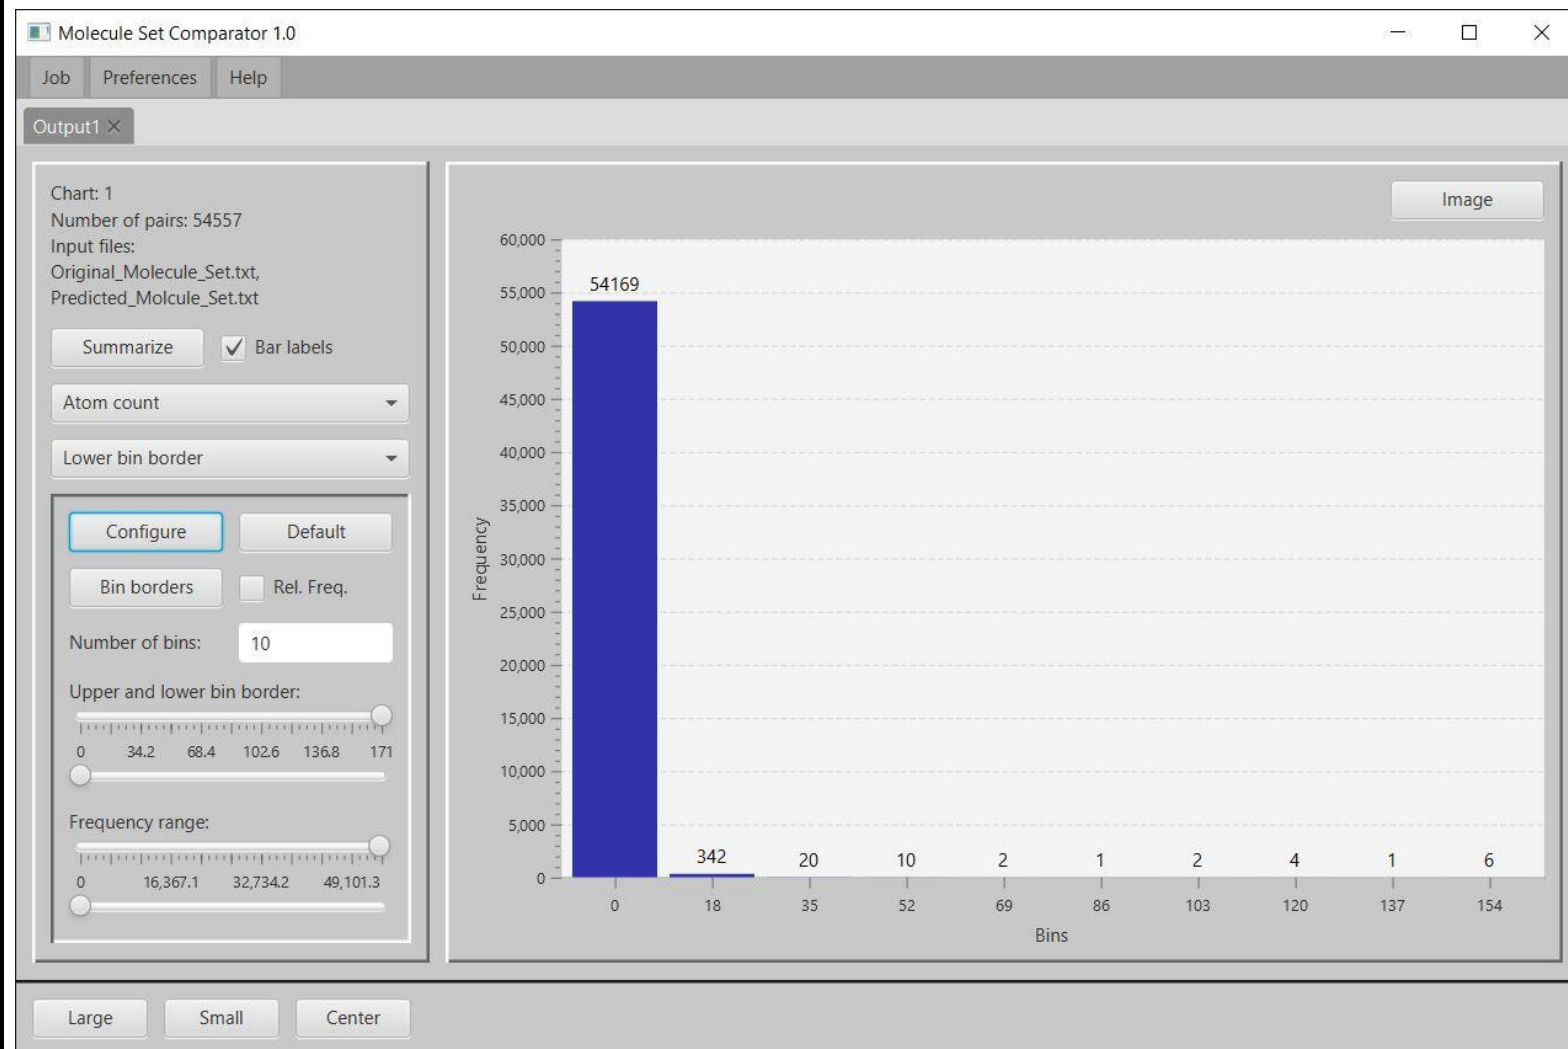 Molecule Set Comparator 1.0
Job Preferences Help
Output1
Chart: 1
Number of pairs: 54557
Input files:
Original_Molecule_Set.txt,
Predicted_Molcule_Set.txt
Summarize Bar labels
Atom count
Lower bin border
Configure Default
Bin borders Rel. Freq.
Number of bins: 10
Upper and lower bin border:
0 34.2 68.4 102.6 136.8 171
Frequency range:
0 16,367.1 32,734.2 49,101.3
Image
Frequency
60,000
55,000
50,000
45,000
40,000
35,000
30,000
25,000
20,000
15,000
10,000
5,000
0
54169 342 20 10 2 1 2 4 1 6
0 18 35 52 69 86 103 120 137 154
Bins
Large Small Center